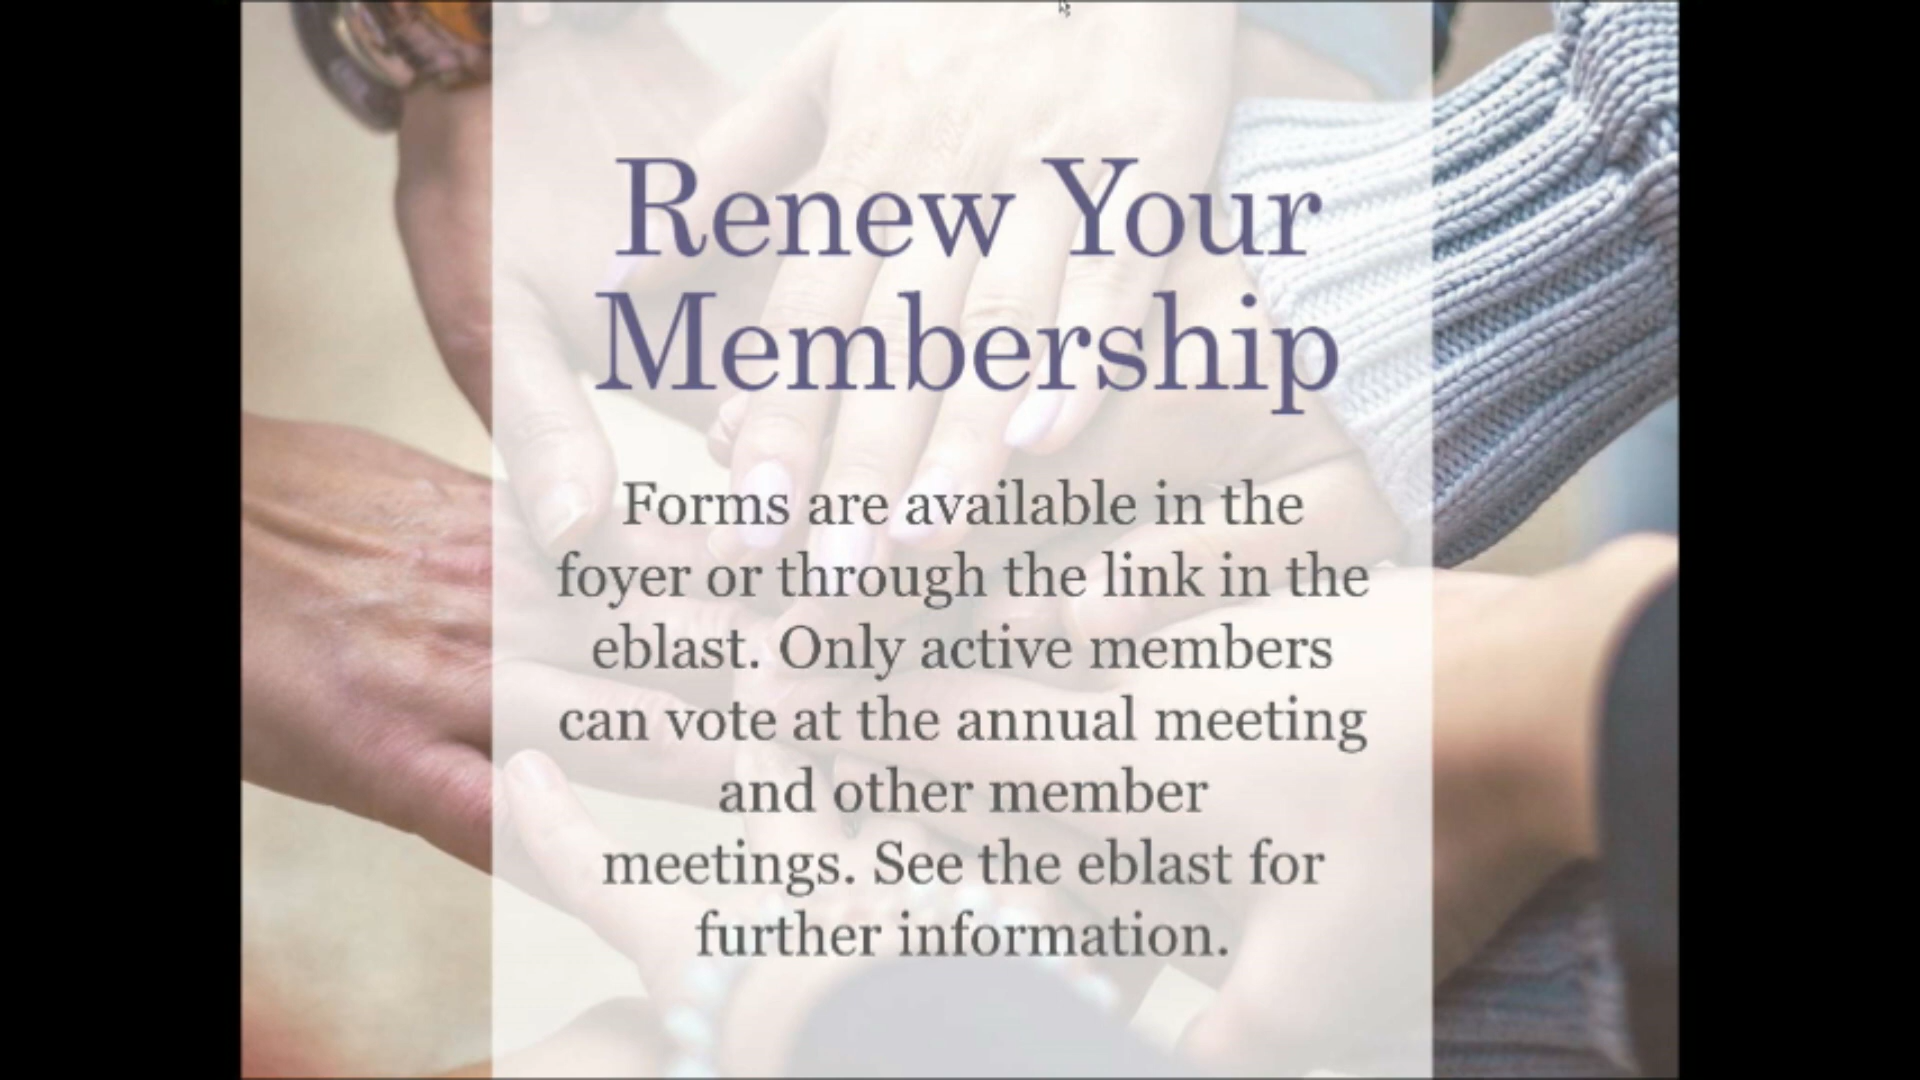 Renew Your
Membership
Forms are available in the
foyer or through the link in the
eblast. Only active members
can vote at the annual meeting
and other member
meetings. See the eblast for
further information.